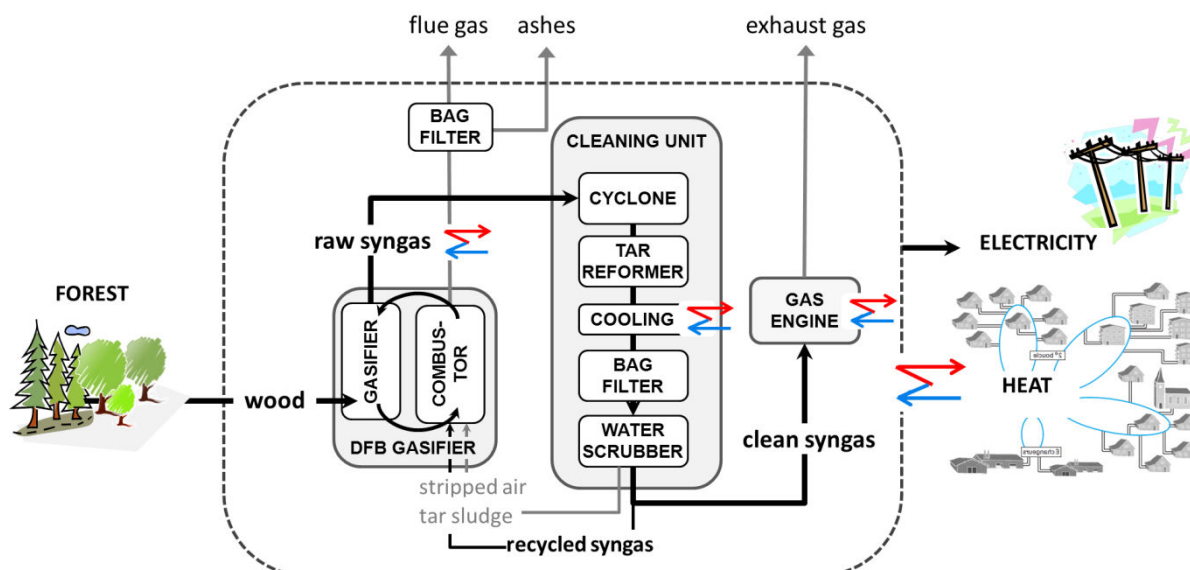 flue gas
ashes
exhaust gas
BAG
FILTER
CLEANING UNIT
CYCLONE
raw syngas
TAR
REFORMER
ELECTRICITY
FOREST
GASIFIER
COMBUS-
TOR
COOLING
GAS
ENGINE
BAG
FILTER
HEAT
wood
WATER
SCRUBBER
clean syngas
DFB GASIFIER
stripped air
tar sludge
recycled syngas